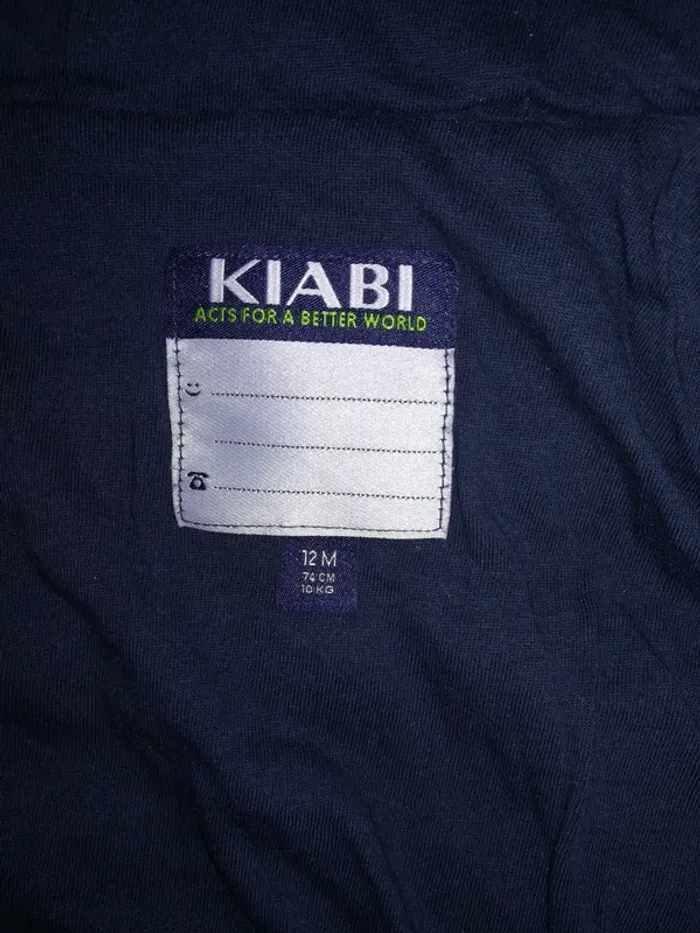 KIABI
ACTS FOR A BETTER WORLD
12 M
74 CM
10 KG